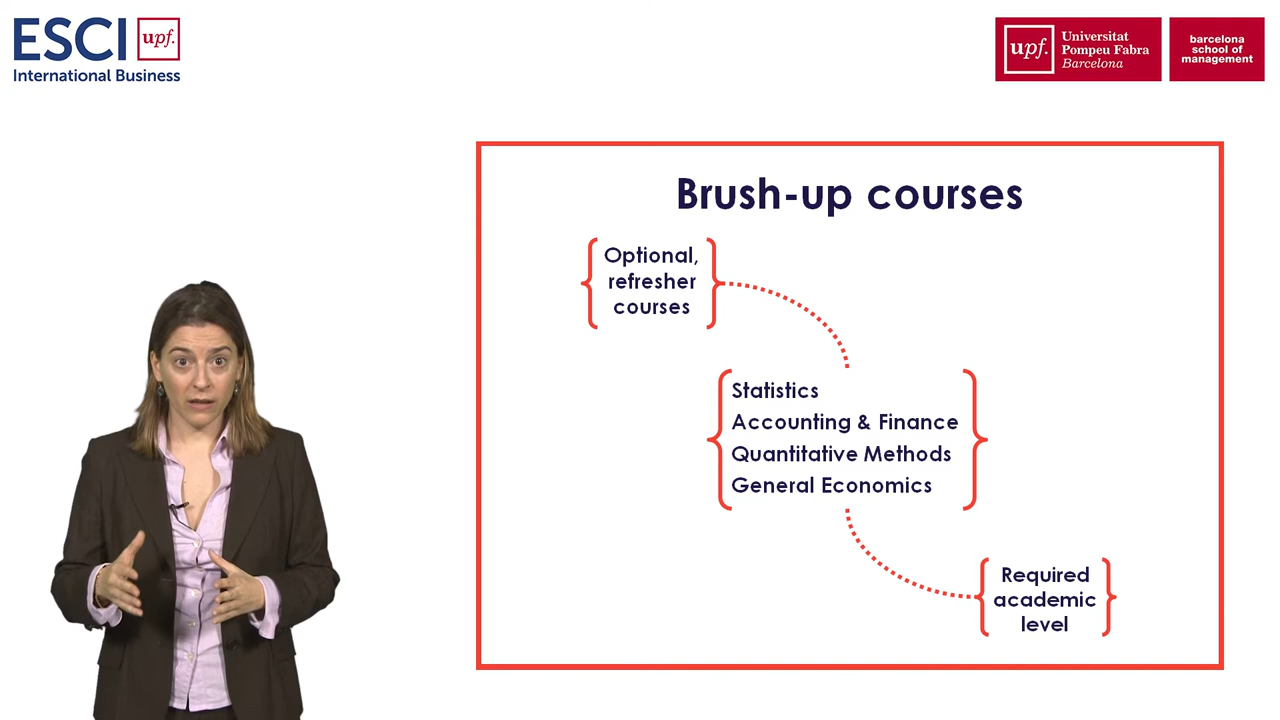 ESCI upf.
International Business
upf. Universitat
Pompeu Fabra
Barcelona
barcelona
school of
management
Brush-up courses
Optional,
refresher
courses
Statistics
Accounting & Finance
Quantitative Methods
General Economics
Required
academic
level